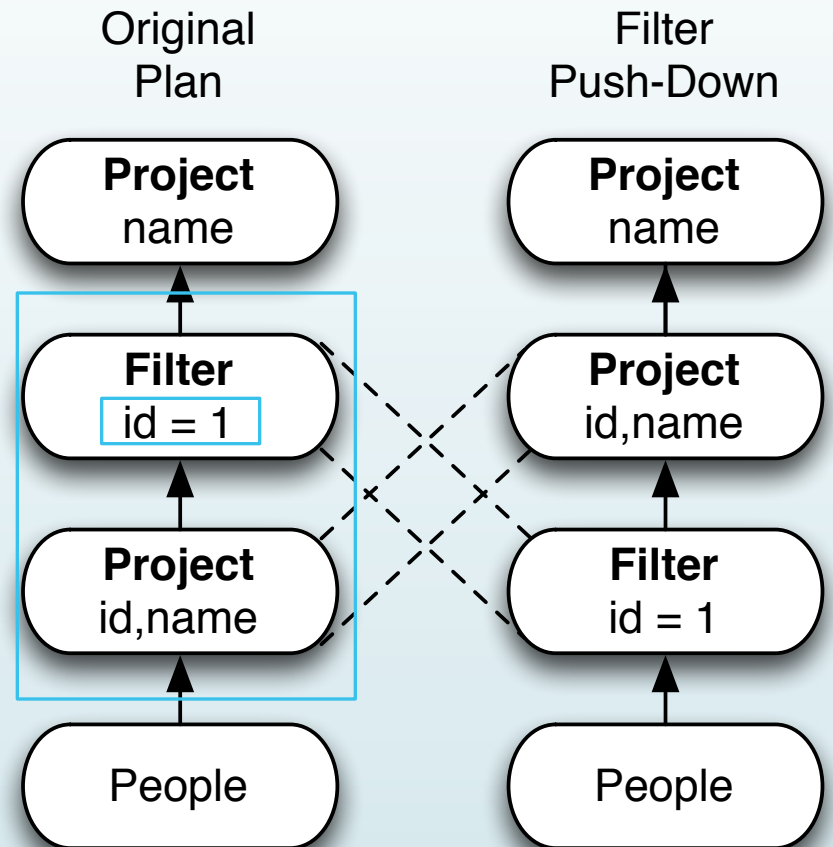 Original
Plan
Project
name
Filter
id = 1
Project
id,name
People
Filter
Push-Down
Project
name
Project
id,name
Filter
id = 1
People